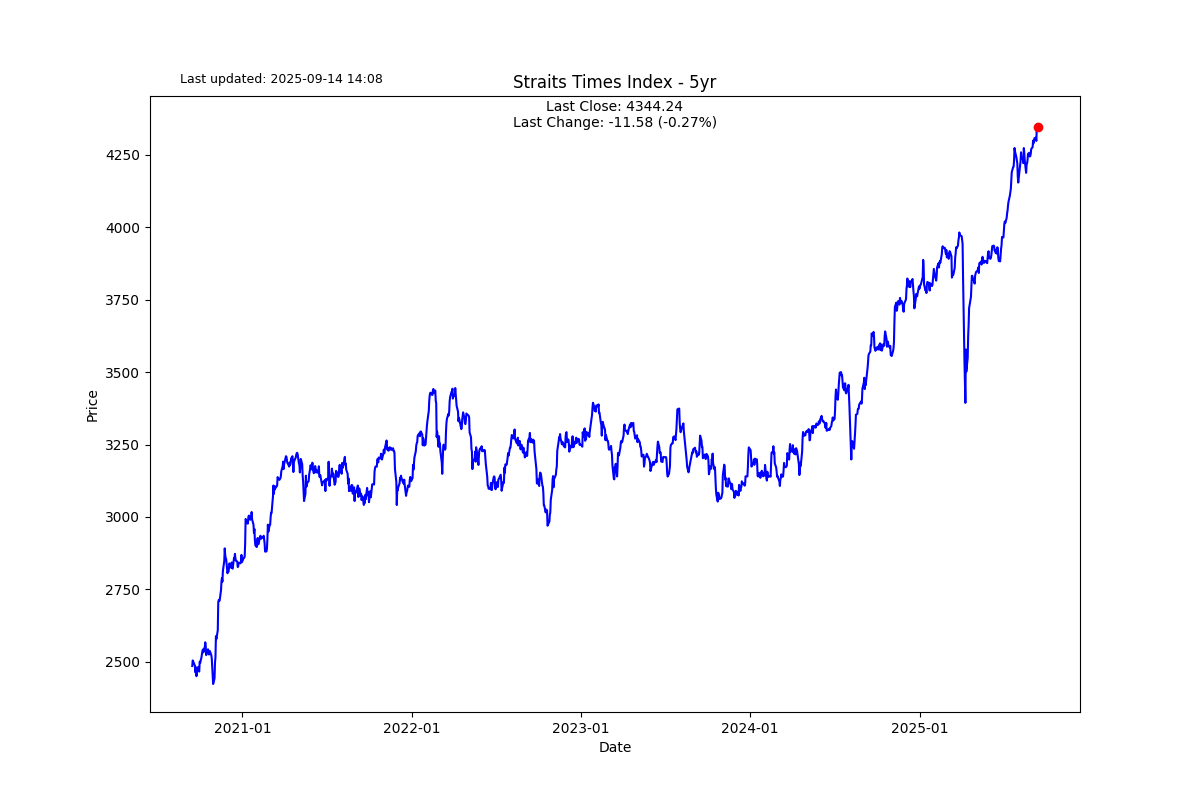 Last updated: 2025-09-14 14:08
Straits Times Index - 5yr
Last Close: 4344.24
Last Change: -11.58 (-0.27%)
4250
4000
3750
3500
3250
3000
2750
2500
Price
2021-01
2022-01
2023-01
2024-01
2025-01
Date